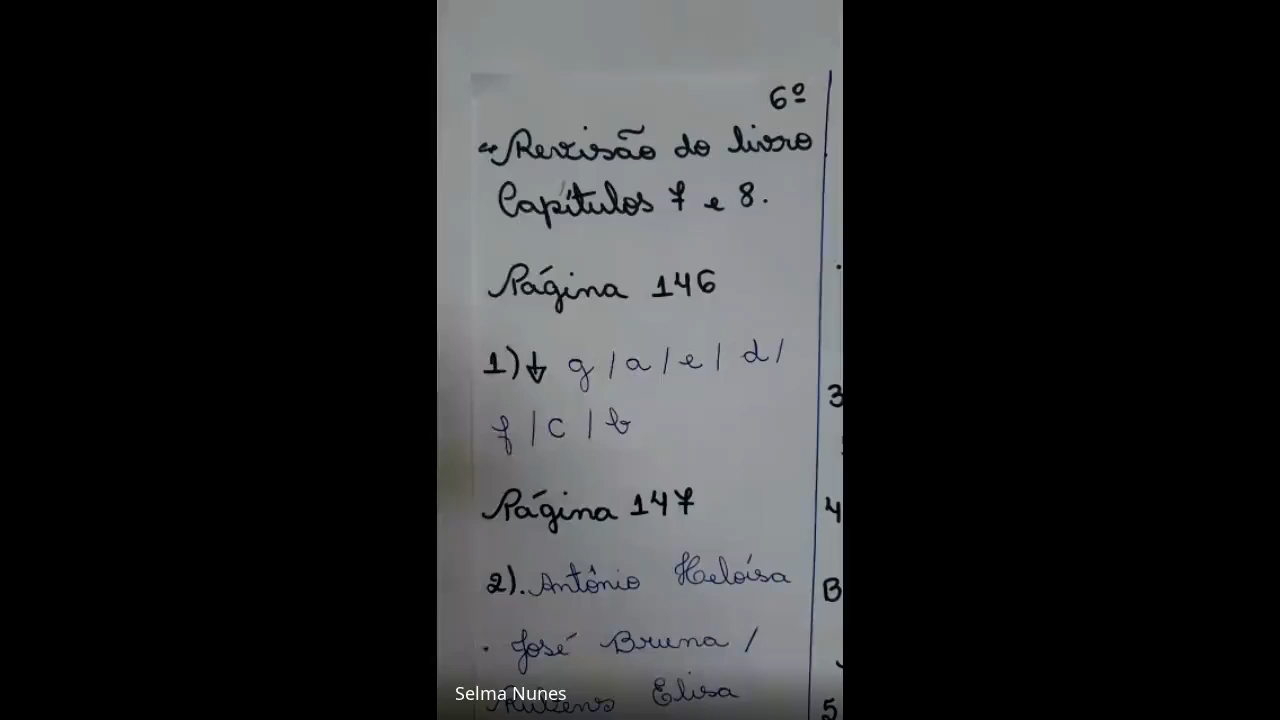 6º
Revisão do livro
Capítulos 7 e 8.
Página 146
1)↓ g / a / e / d /
f / c / b
Página 147
2). Antônio Heloísa
. José Bruna /
Rubens Elisa
3
4
B
5
Selma Nunes